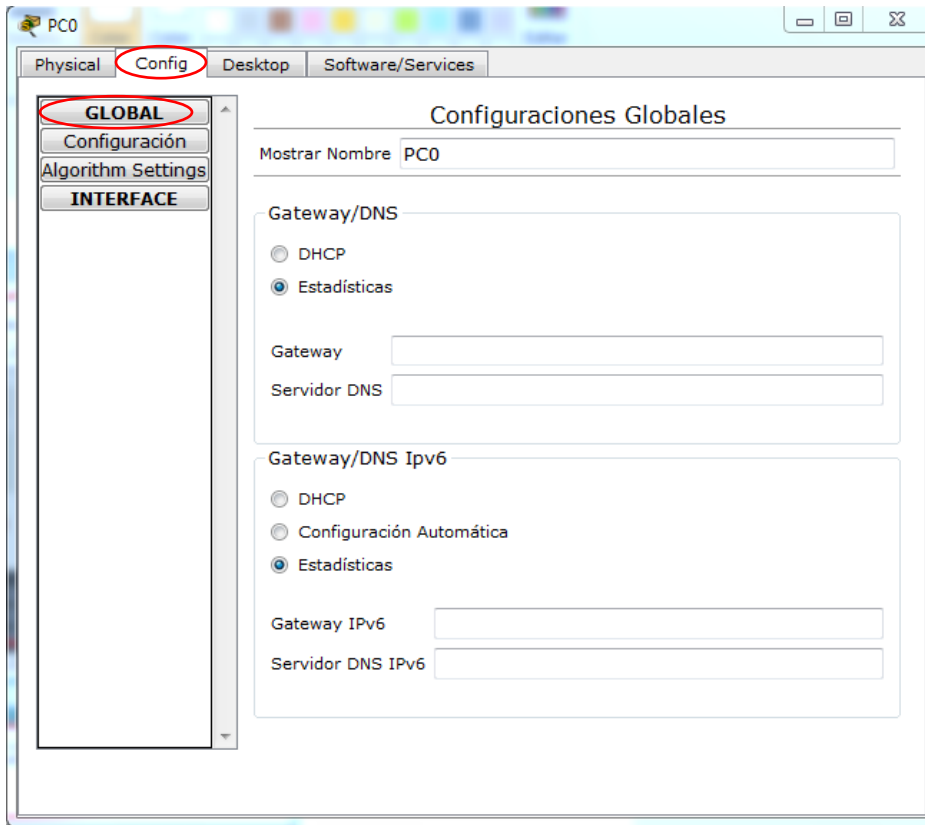 PC0
Physical Config Desktop Software/Services
GLOBAL
Configuración
Algorithm Settings
INTERFACE
Configuraciones Globales
Mostrar Nombre PC0
Gateway/DNS
DHCP
Estadísticas
Gateway
Servidor DNS
Gateway/DNS Ipv6
DHCP
Configuración Automática
Estadísticas
Gateway IPv6
Servidor DNS IPv6